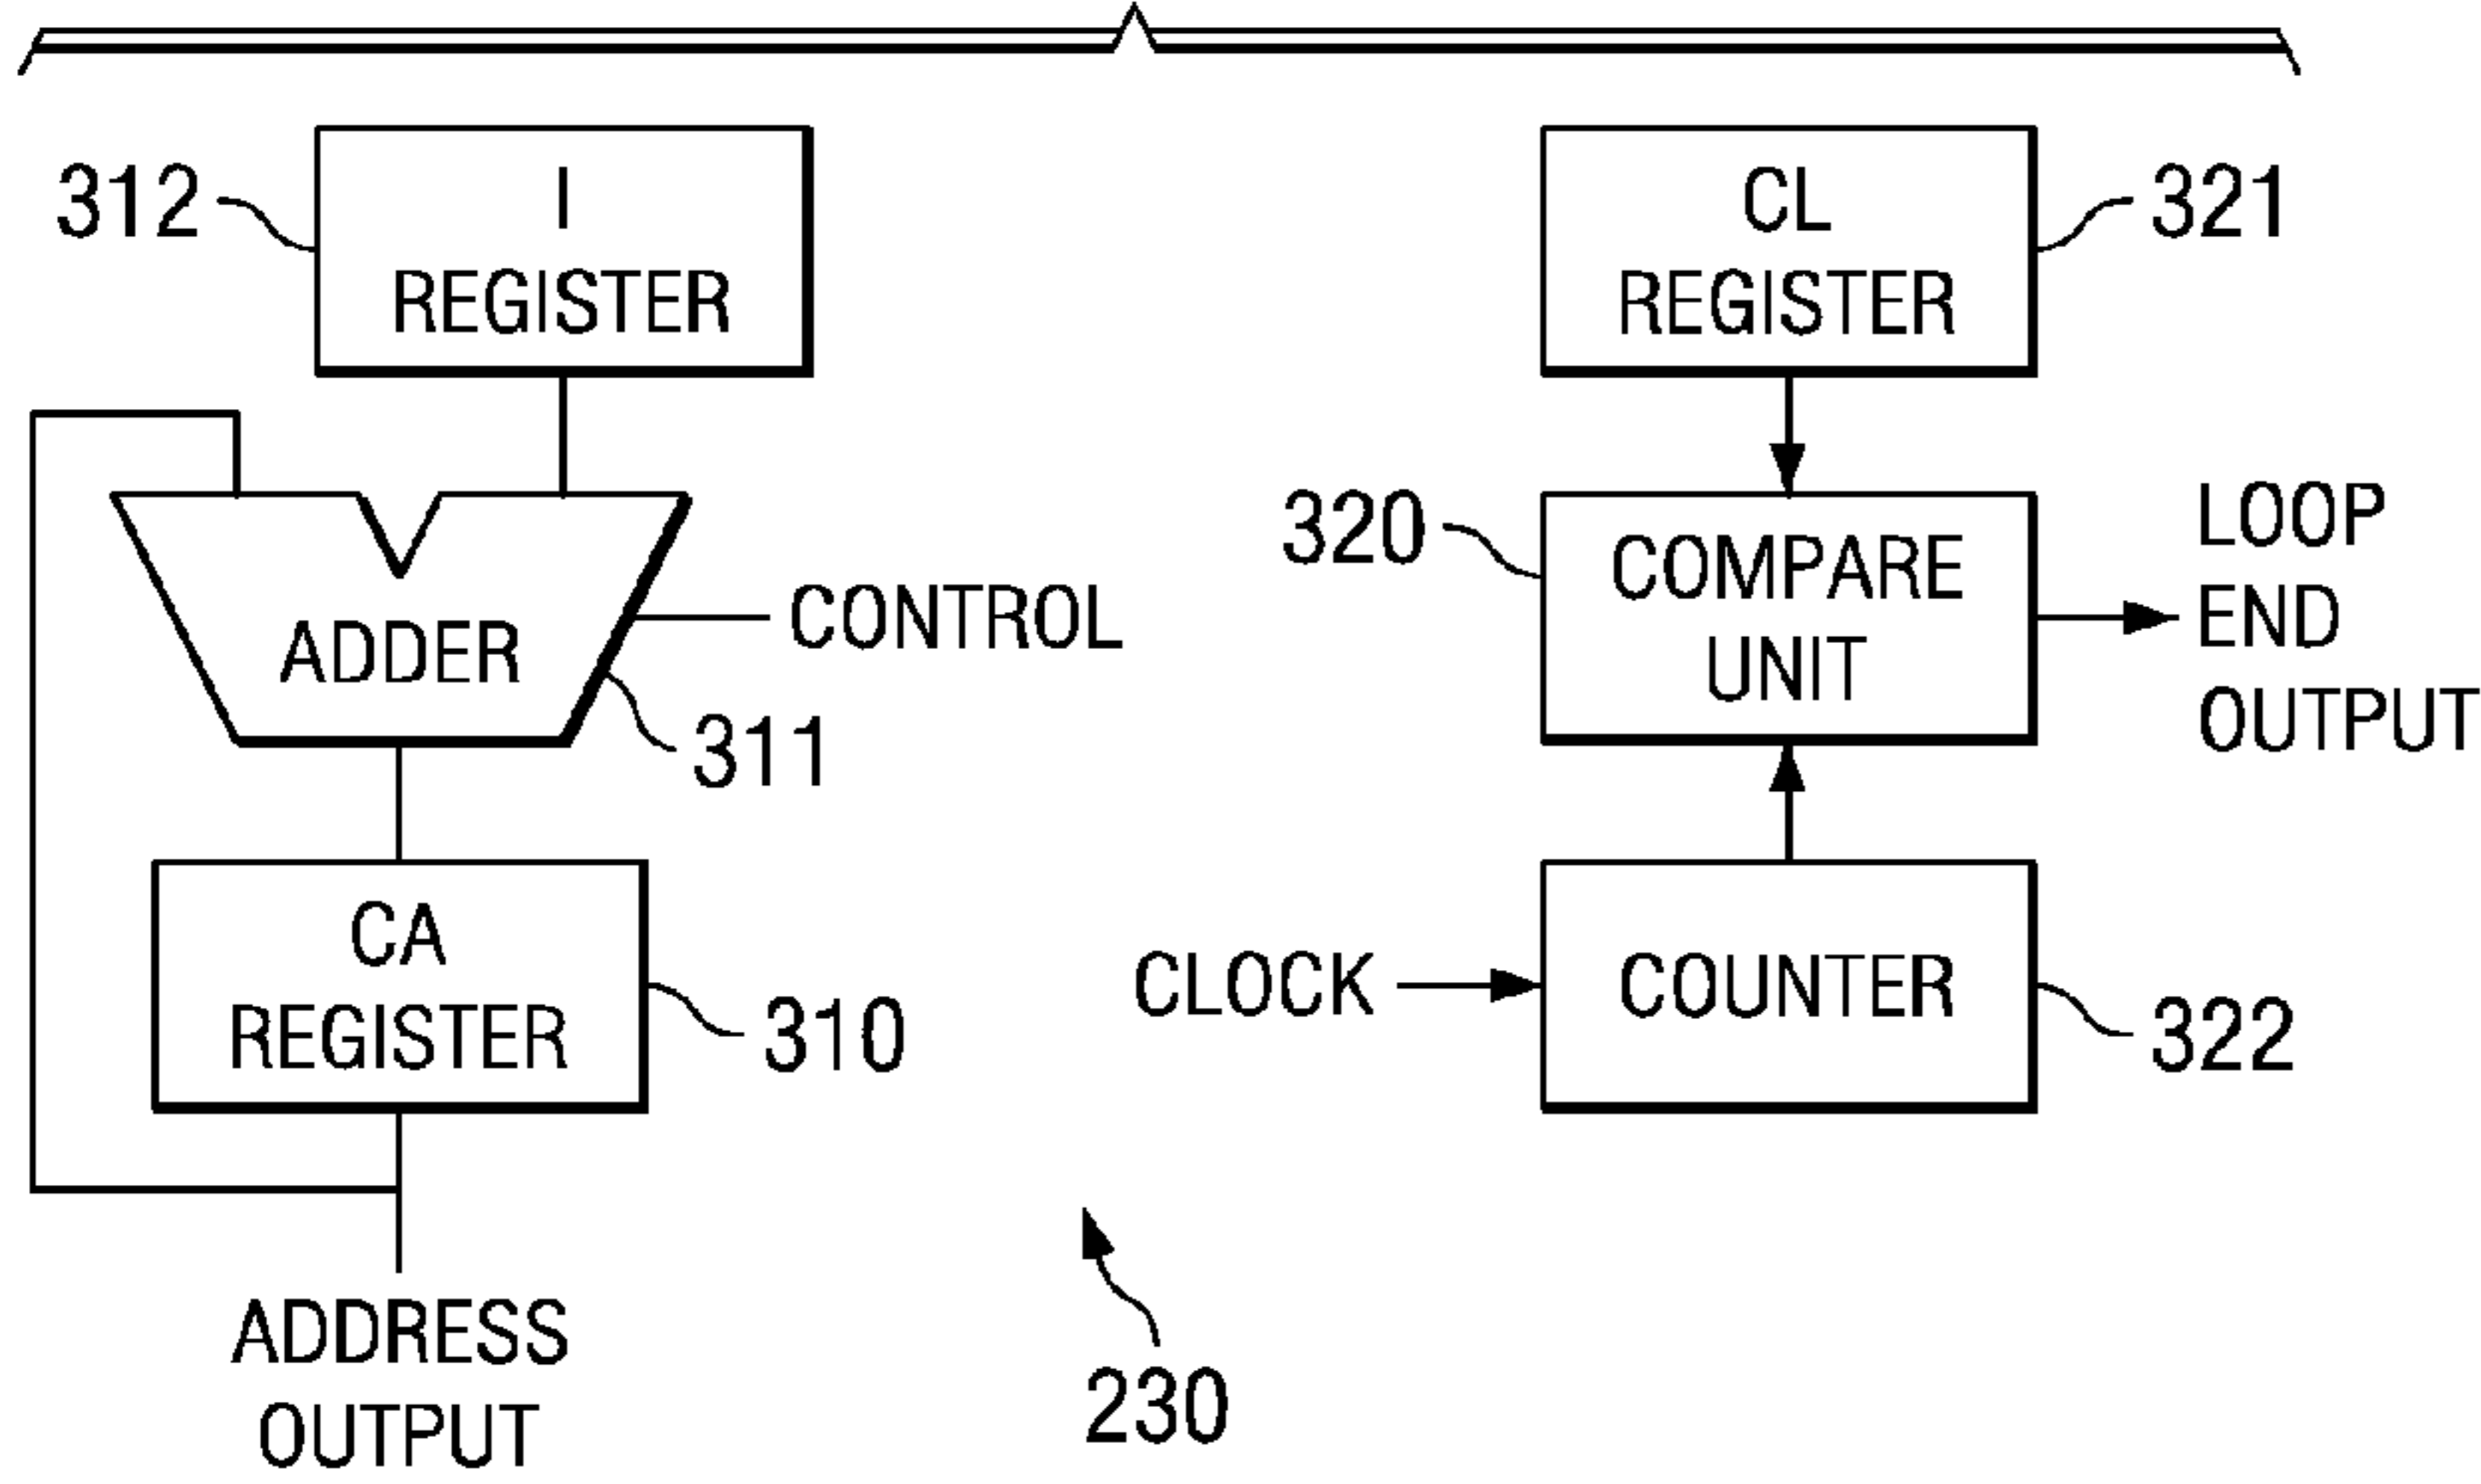 312
I
REGISTER
CL
REGISTER
321
ADDER
CONTROL
311
320
COMPARE
UNIT
LOOP
END
OUTPUT
CA
REGISTER
310
CLOCK
COUNTER
322
ADDRESS
OUTPUT
230